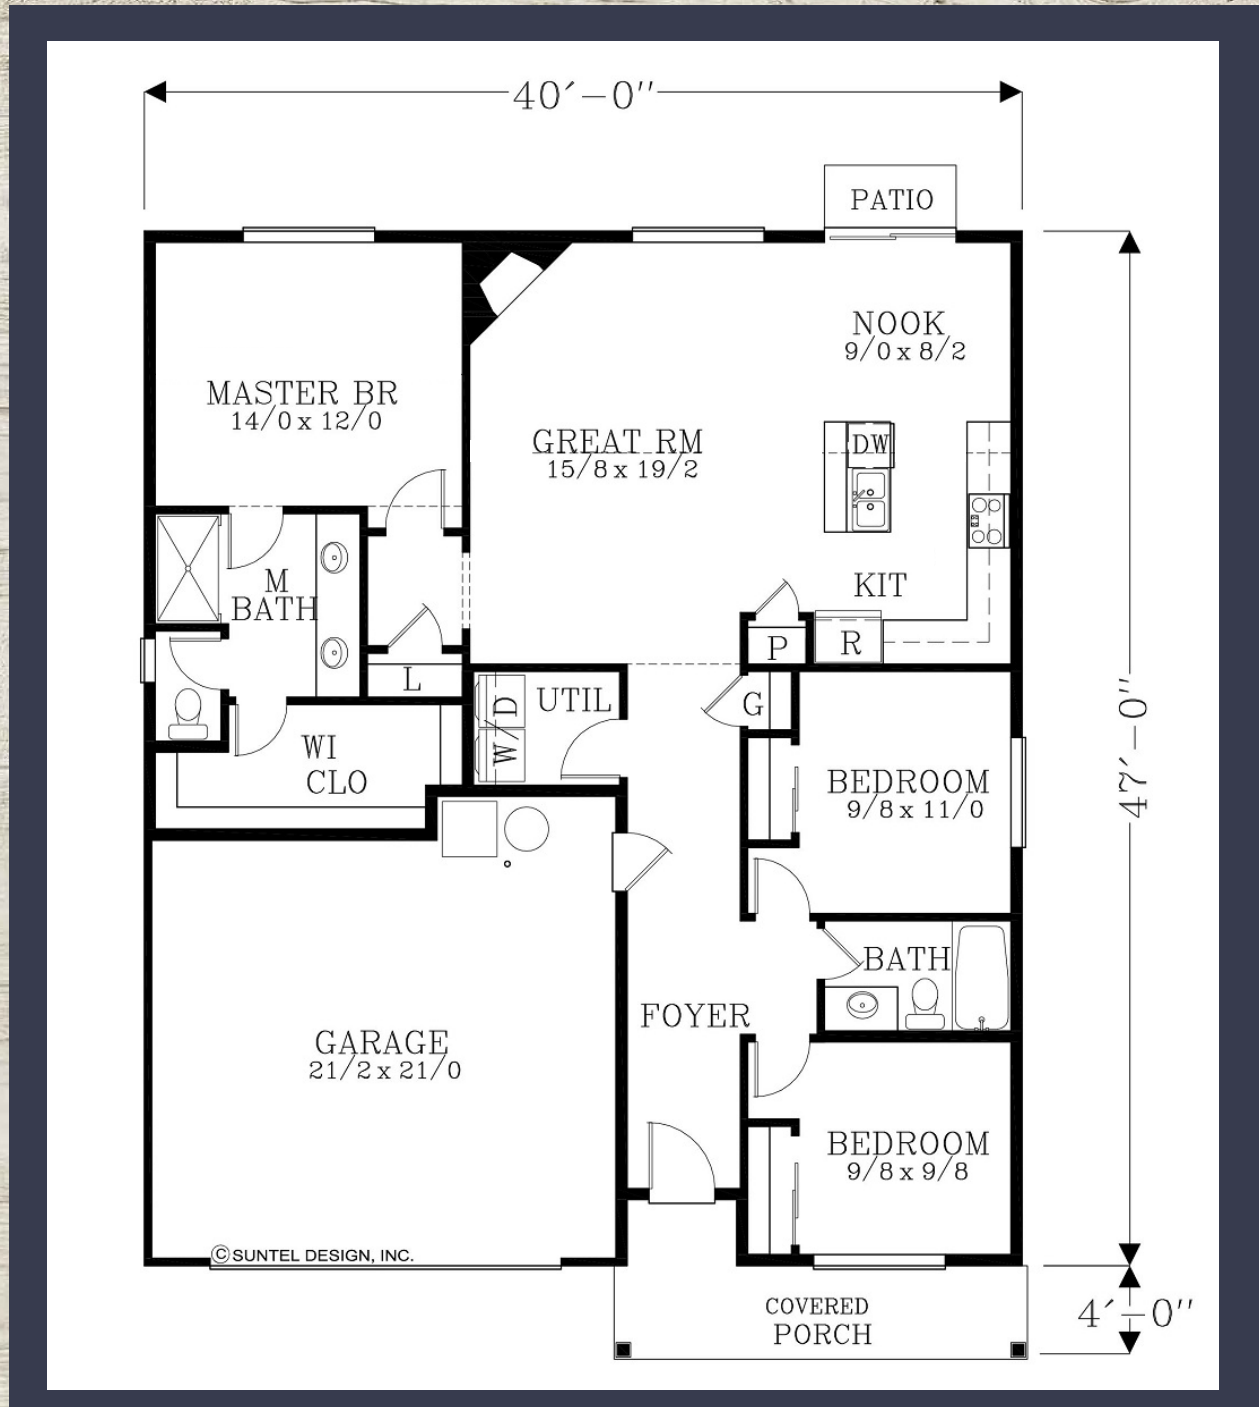 40'-0"
PATIO
NOOK
9/0 x 8/2
MASTER BR
14/0 x 12/0
GREAT RM
15/8 x 19/2
DW
KIT
M
BATH
P
R
L
UTIL
W/D
G
WI
CLO
BEDROOM
9/8 x 11/0
47'-0"
BATH
FOYER
GARAGE
21/2 x 21/0
BEDROOM
9/8 x 9/8
©SUNTEL DESIGN, INC.
COVERED
PORCH
4'-0"